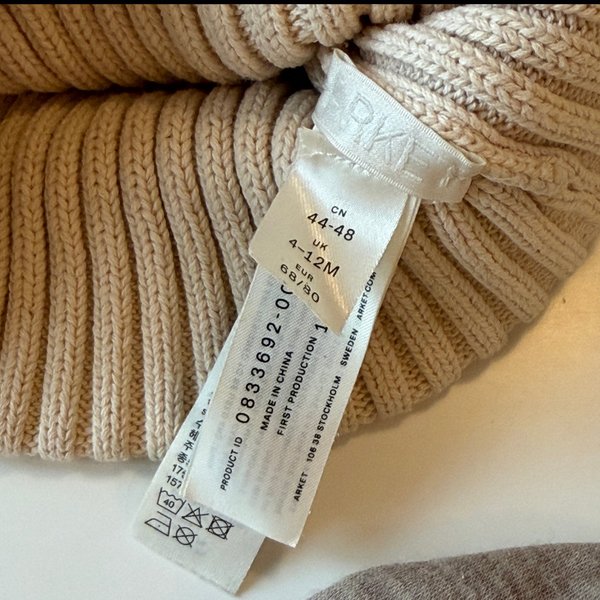 ARKET
CN
44-48
UK
4-12M
EUR
68/80
PRODUCT ID 0833692-0
MADE IN CHINA
FIRST PRODUCTION 1
ARKET 106 38 STOCKHOLM SWEDEN ARKET.COM
40